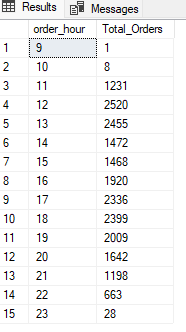 Results Messages
order_hour Total_Orders
1 9 1
2 10 8
3 11 1231
4 12 2520
5 13 2455
6 14 1472
7 15 1468
8 16 1920
9 17 2336
10 18 2399
11 19 2009
12 20 1642
13 21 1198
14 22 663
15 23 28